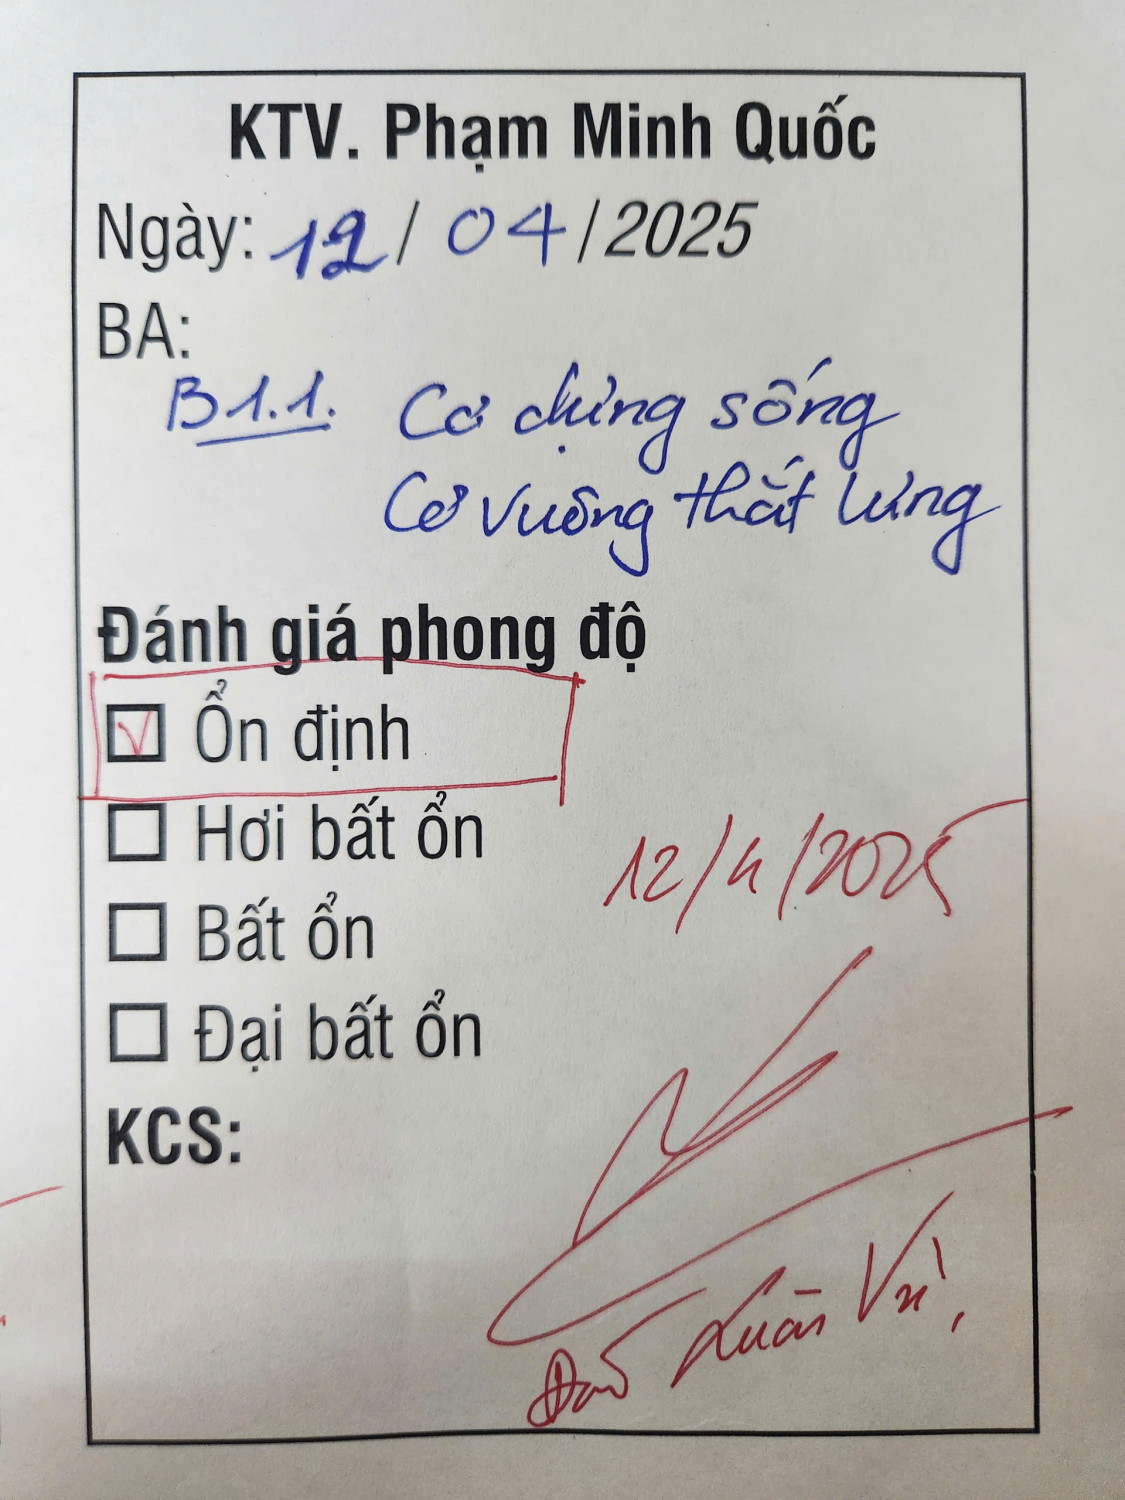 KTV. Phạm Minh Quốc
Ngày: 12/04/2025
BA:
B1.1. Cơ dựng sống
Cơ vuông thắt lưng
Đánh giá phong độ
Ổn định
Hơi bất ổn
12/4/2025
Bất ổn
Đại bất ổn
KCS:
Xuân